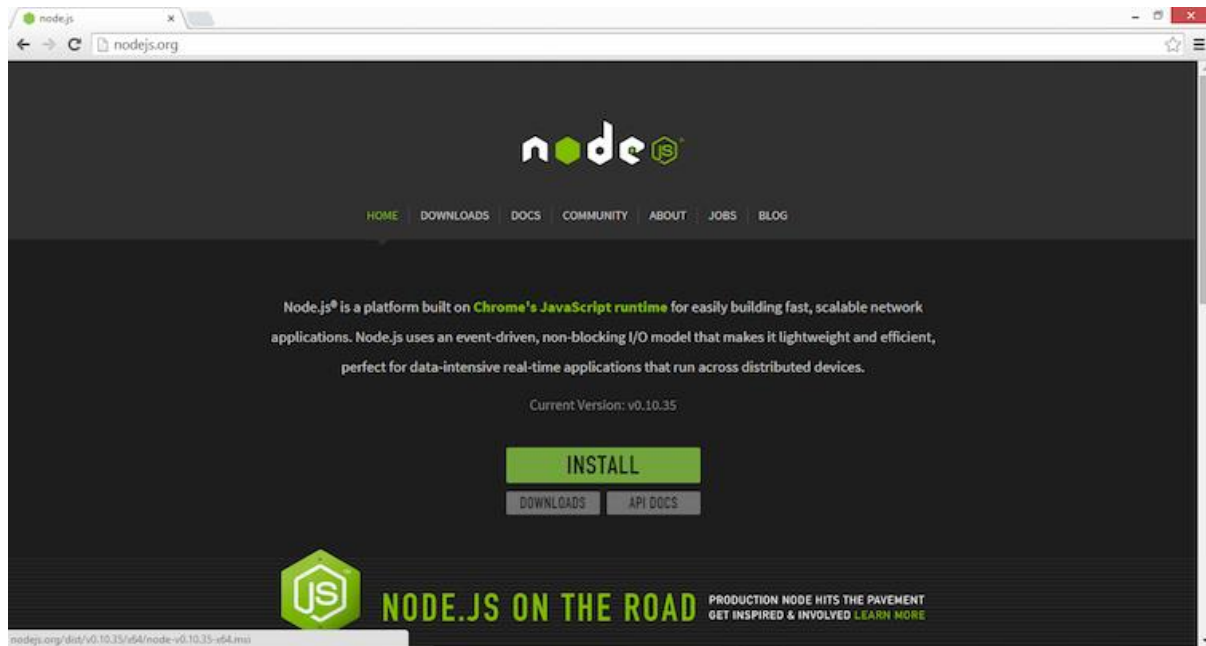 node.js
nodejs.org
node JS
HOME DOWNLOADS DOCS COMMUNITY ABOUT JOBS BLOG
Node.js® is a platform built on Chrome's JavaScript runtime for easily building fast, scalable network
applications. Node.js uses an event-driven, non-blocking I/O model that makes it lightweight and efficient,
perfect for data-intensive real-time applications that run across distributed devices.
Current Version: v0.10.35
INSTALL
DOWNLOADS API DOCS
JS NODE.JS ON THE ROAD
PRODUCTION NODE HITS THE PAVEMENT
GET INSPIRED & INVOLVED LEARN MORE
nodejs.org/dist/v0.10.35/x64/node-v0.10.35-x64.msi